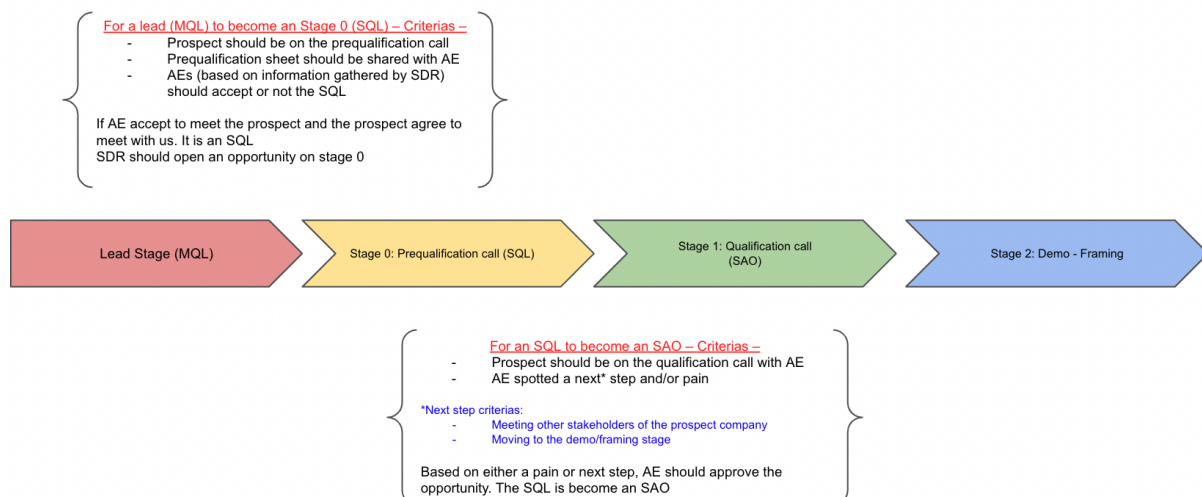 For a lead (MQL) to become an Stage 0 (SQL) – Criterias –
- Prospect should be on the prequalification call
- Prequalification sheet should be shared with AE
- AEs (based on information gathered by SDR)
should accept or not the SQL
If AE accept to meet the prospect and the prospect agree to
meet with us. It is an SQL
SDR should open an opportunity on stage 0
Lead Stage (MQL)
Stage 0: Prequalification call (SQL)
Stage 1: Qualification call
(SAO)
Stage 2: Demo - Framing
For an SQL to become an SAO – Criterias –
- Prospect should be on the qualification call with AE
- AE spotted a next* step and/or pain
*Next step criterias:
- Meeting other stakeholders of the prospect company
- Moving to the demo/framing stage
Based on either a pain or next step, AE should approve the
opportunity. The SQL is become an SAO